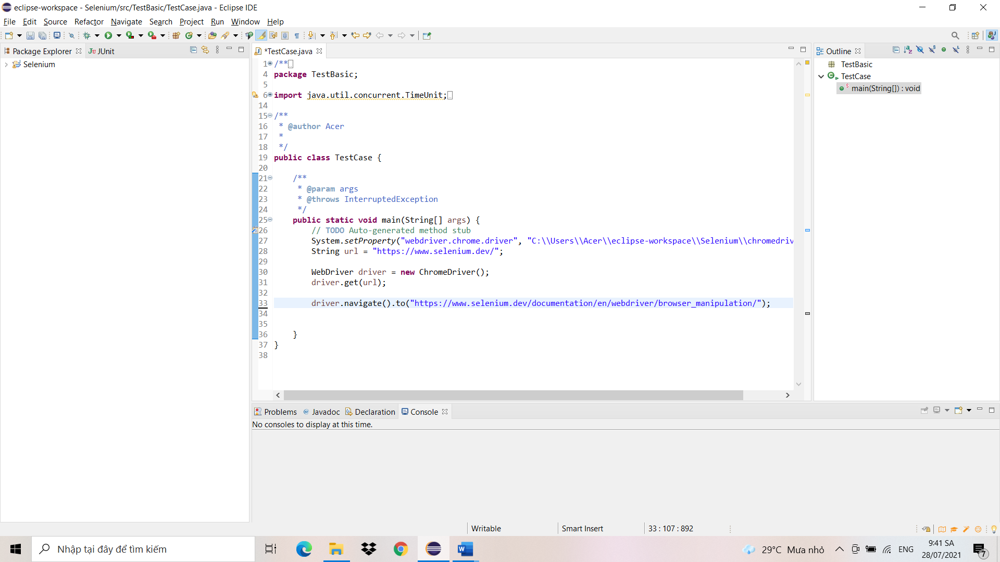 eclipse-workspace - Selenium/src/TestBasic/TestCase.java - Eclipse IDE
File Edit Source Refactor Navigate Search Project Run Window Help
Package Explorer JUnit
Selenium
*TestCase.java
1 /**
4 package TestBasic;
5
6 import java.util.concurrent.TimeUnit;
14
15 /**
16 * @author Acer
17 *
18 */
19 public class TestCase {
20
21 /**
22 * @param args
23 * @throws InterruptedException
24 */
25 public static void main(String[] args) {
26 // TODO Auto-generated method stub
27 System.setProperty("webdriver.chrome.driver", "C:\\Users\\Acer\\eclipse-workspace\\Selenium\\chromedriv
28 String url = "https://www.selenium.dev/";
29
30 WebDriver driver = new ChromeDriver();
31 driver.get(url);
32
33 driver.navigate().to("https://www.selenium.dev/documentation/en/webdriver/browser_manipulation/");
34
35
36 }
37 }
38
Outline
TestBasic
TestCase
main(String[]) : void
Problems @ Javadoc Declaration Console
No consoles to display at this time.
Writable Smart Insert 33 : 107 : 892
Nhập tại đây để tìm kiếm
29°C Mưa nhỏ
ENG
9:41 SA
28/07/2021
7